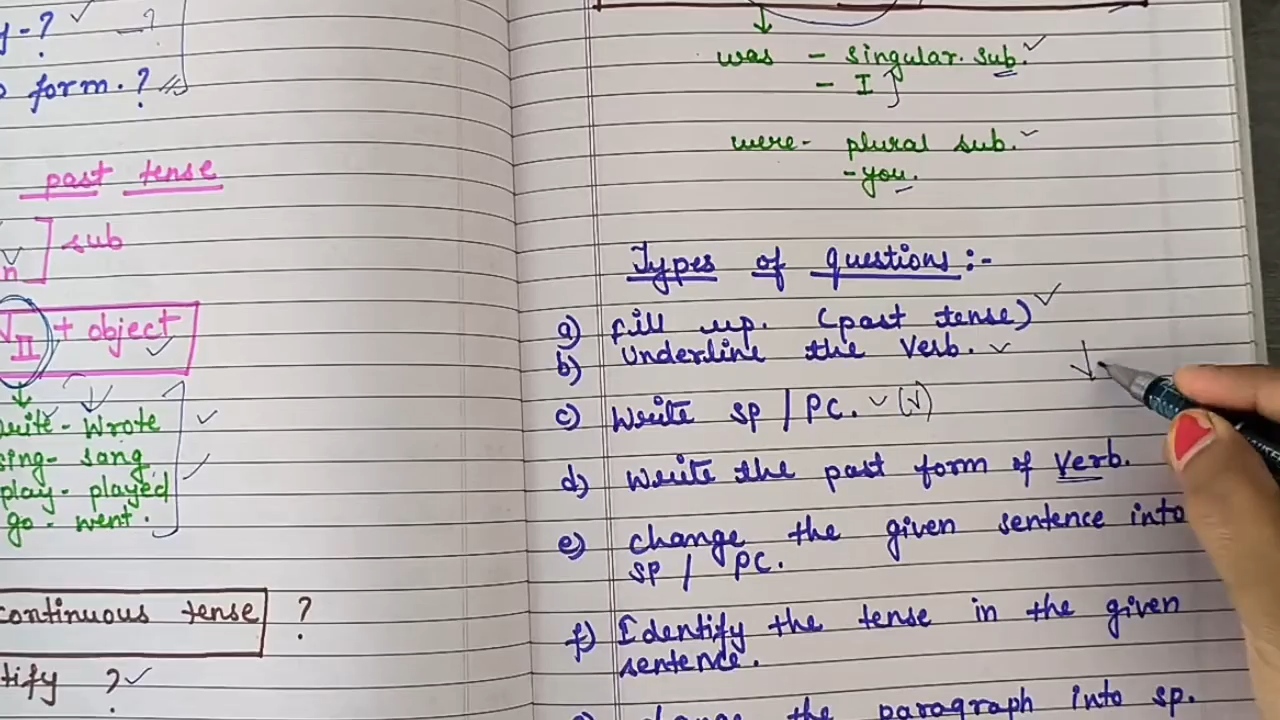 form. ?
past tense
sub
II + object
write - wrote
sing - sang
play - played
go - went.
continuous tense ?
tify ?
was - singular. sub.
- I
were - plural sub.
- you.
Types of questions :-
a) fill up. (past tense)
b) Underline the verb.
c) Write SP / PC. (√)
d) Write the past form of verb.
e) change the given sentence into
SP / PC.
f) Identify the tense in the given
sentence.
change the paragraph into sp.